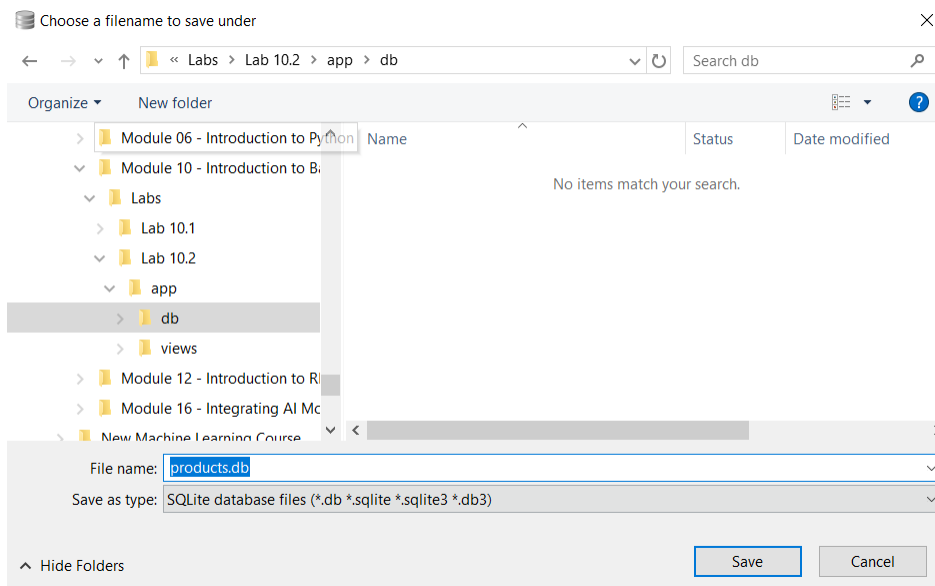 Choose a filename to save under
« Labs > Lab 10.2 > app > db
Search db
Organize
New folder
?
Module 06 - Introduction to Python
Name
Status
Date modified
Module 10 - Introduction to Ba
No items match your search.
Labs
Lab 10.1
Lab 10.2
app
db
views
Module 12 - Introduction to
Module 16 - Integrating AI Mo
New Machine Learning Course
File name:
products.db
Save as type:
SQLite database files (*.db *.sqlite *.sqlite3 *.db3)
Hide Folders
Save
Cancel